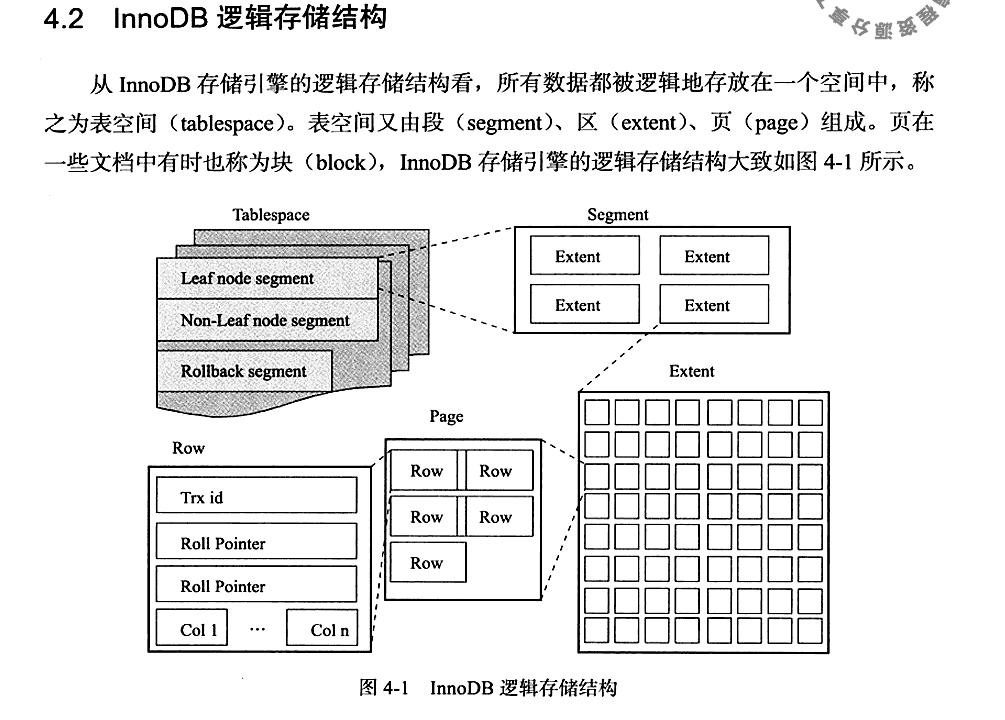 4.2 InnoDB 逻辑存储结构
程资源分享
从 InnoDB 存储引擎的逻辑存储结构看，所有数据都被逻辑地存放在一个空间中，称
之为表空间（tablespace）。表空间又由段（segment）、区（extent）、页（page）组成。页在
一些文档中有时也称为块（block），InnoDB 存储引擎的逻辑存储结构大致如图 4-1 所示。
Tablespace
Leaf node segment
Non-Leaf node segment
Rollback segment
Segment
Extent Extent
Extent Extent
Extent
Page
Row Row
Row Row
Row
Row
Trx id
Roll Pointer
Roll Pointer
Col 1 ··· Col n
图 4-1 InnoDB 逻辑存储结构